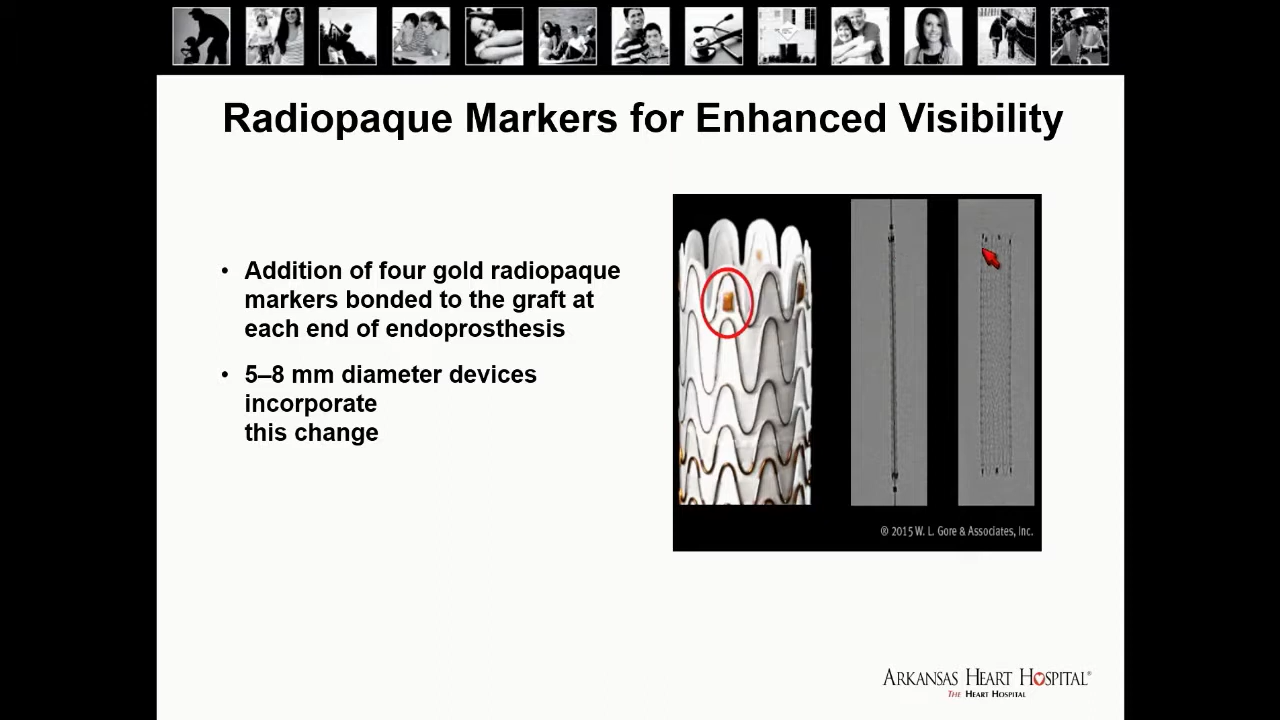 Radiopaque Markers for Enhanced Visibility
• Addition of four gold radiopaque
markers bonded to the graft at
each end of endoprosthesis
• 5–8 mm diameter devices
incorporate
this change
® 2015 W. L. Gore & Associates, Inc.
ARKANSAS HEART HOSPITAL®
THE HEART HOSPITAL